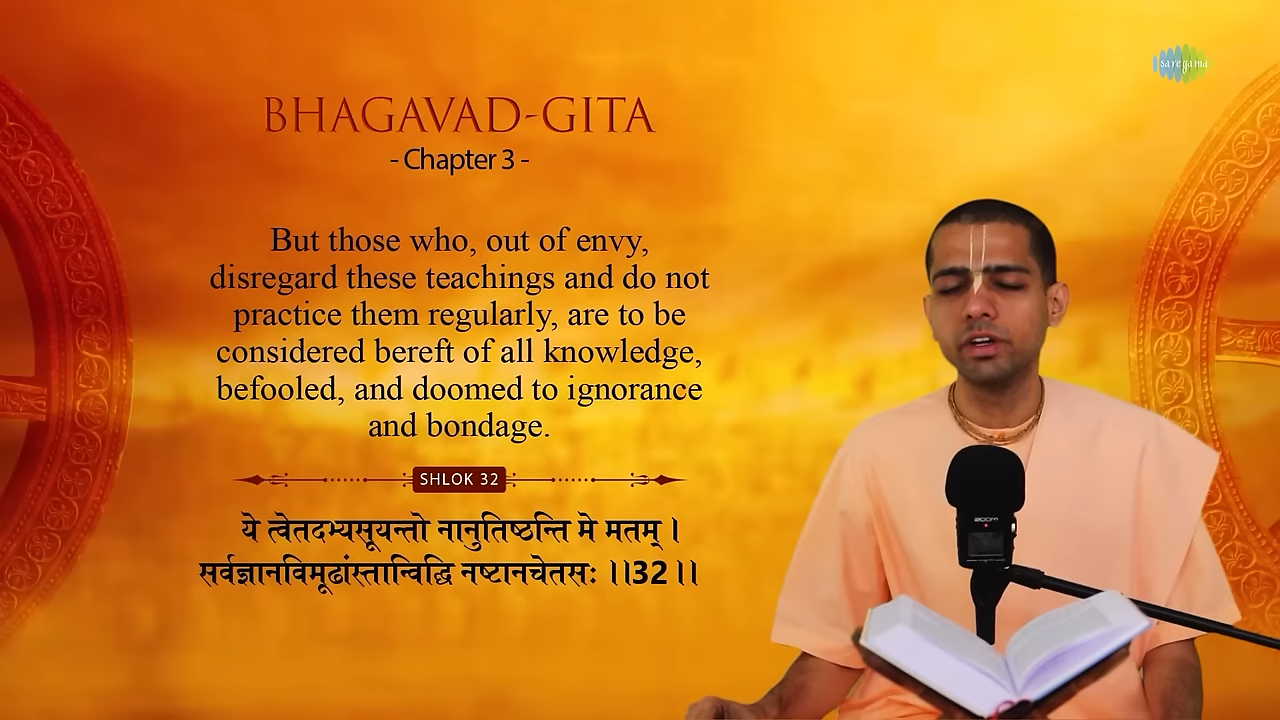 saregama
BHAGAVAD-GITA
- Chapter 3 -
But those who, out of envy,
disregard these teachings and do not
practice them regularly, are to be
considered bereft of all knowledge,
befooled, and doomed to ignorance
and bondage.
SHLOK 32
ये त्वेतदभ्यसूयन्तो नानुतिष्ठन्ति मे मतम् ।
सर्वज्ञानविमूढांस्तान्विद्धि नष्टानचेतसः ।।32।।
zoom